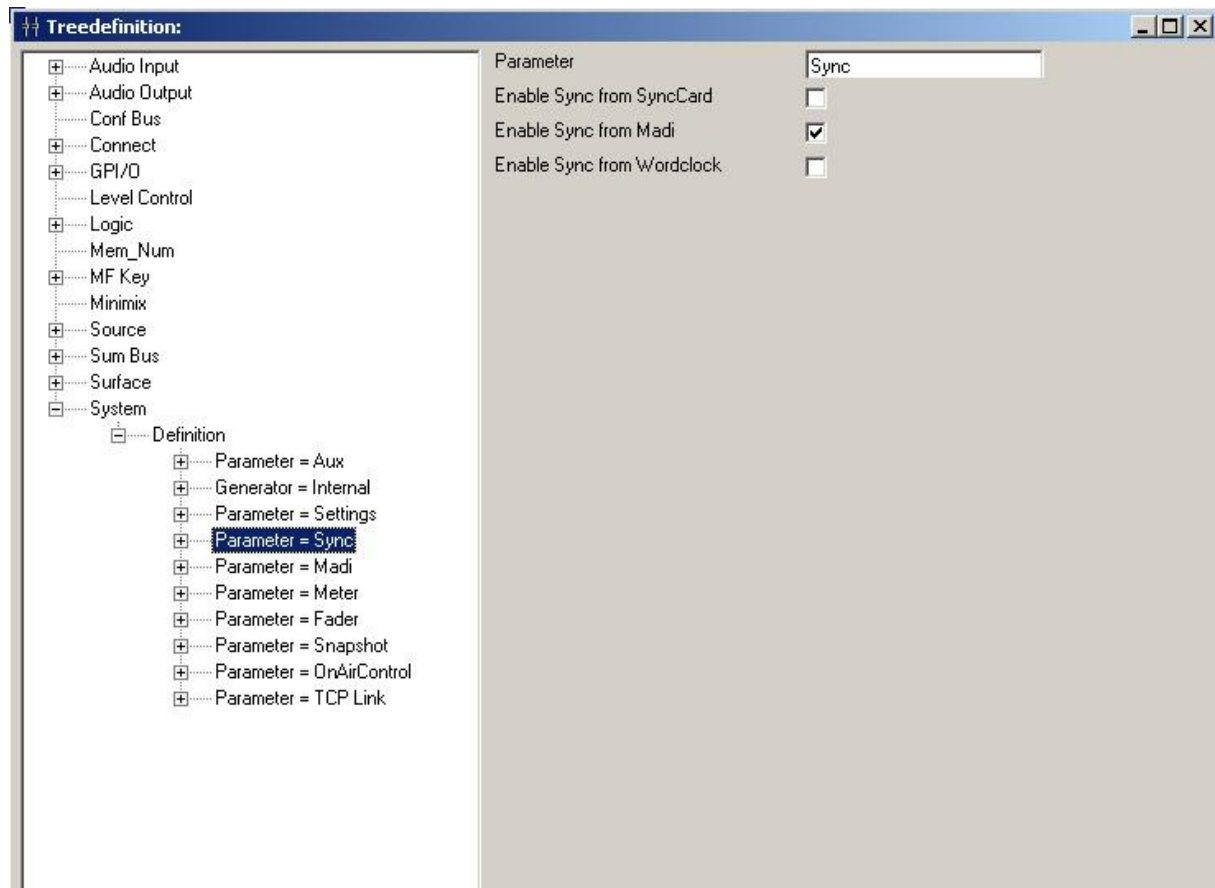 Treedefinition:
Audio Input
Audio Output
Conf Bus
Connect
GPI/O
Level Control
Logic
Mem_Num
MF Key
Minimix
Source
Sum Bus
Surface
System
Definition
Parameter = Aux
Generator = Internal
Parameter = Settings
Parameter = Sync
Parameter = Madi
Parameter = Meter
Parameter = Fader
Parameter = Snapshot
Parameter = OnAirControl
Parameter = TCP Link
Parameter Sync
Enable Sync from SyncCard
Enable Sync from Madi
Enable Sync from Wordclock